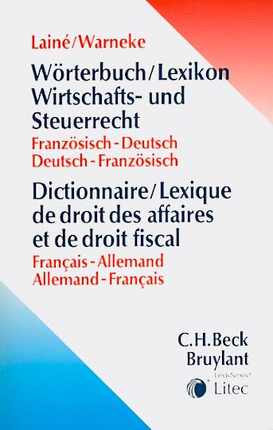 Lainé/Warneke
Wörterbuch/Lexikon
Wirtschafts- und
Steuerrecht
Französisch-Deutsch
Deutsch-Französisch
Dictionnaire/Lexique
de droit des affaires
et de droit fiscal
Français-Allemand
Allemand-Français
C.H.Beck
Bruylant
LexisNexis
Litec